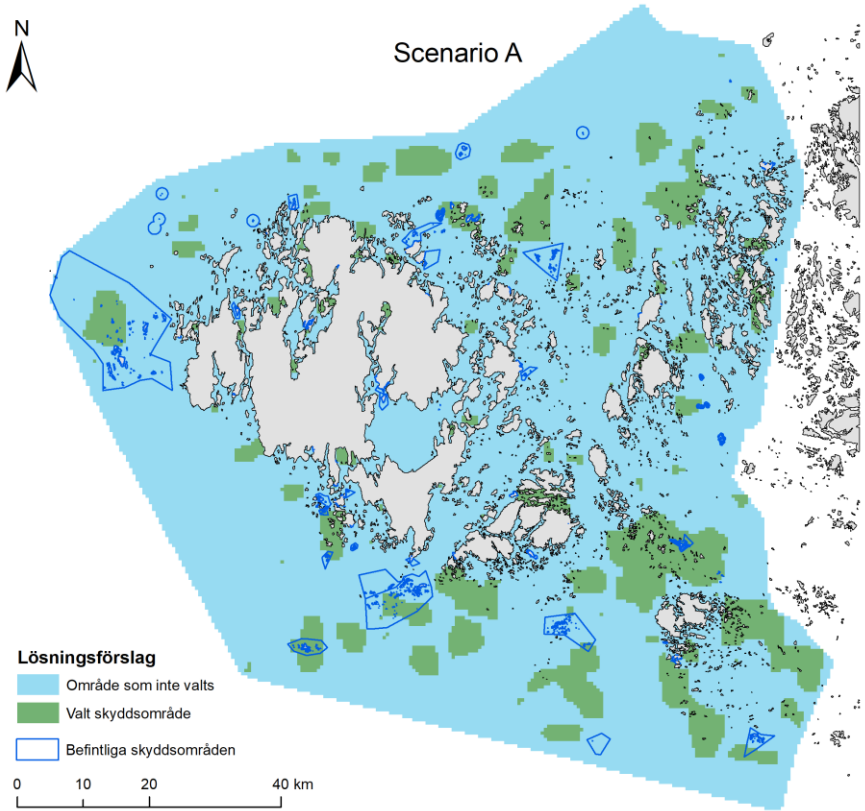 N
Scenario A
Lösningsförslag
Område som inte valts
Valt skyddsområde
Befintliga skyddsområden
0 10 20 40 km